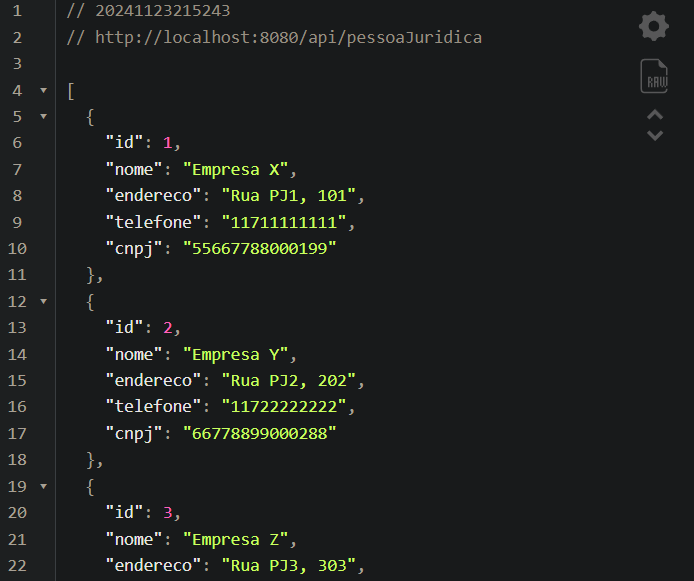 1 // 20241123215243
2 // http://localhost:8080/api/pessoaJuridica
3
4 [
5 {
6 "id": 1,
7 "nome": "Empresa X",
8 "endereco": "Rua PJ1, 101",
9 "telefone": "11711111111",
10 "cnpj": "55667788000199"
11 },
12 {
13 "id": 2,
14 "nome": "Empresa Y",
15 "endereco": "Rua PJ2, 202",
16 "telefone": "11722222222",
17 "cnpj": "66778899000288"
18 },
19 {
20 "id": 3,
21 "nome": "Empresa Z",
22 "endereco": "Rua PJ3, 303",
RAW